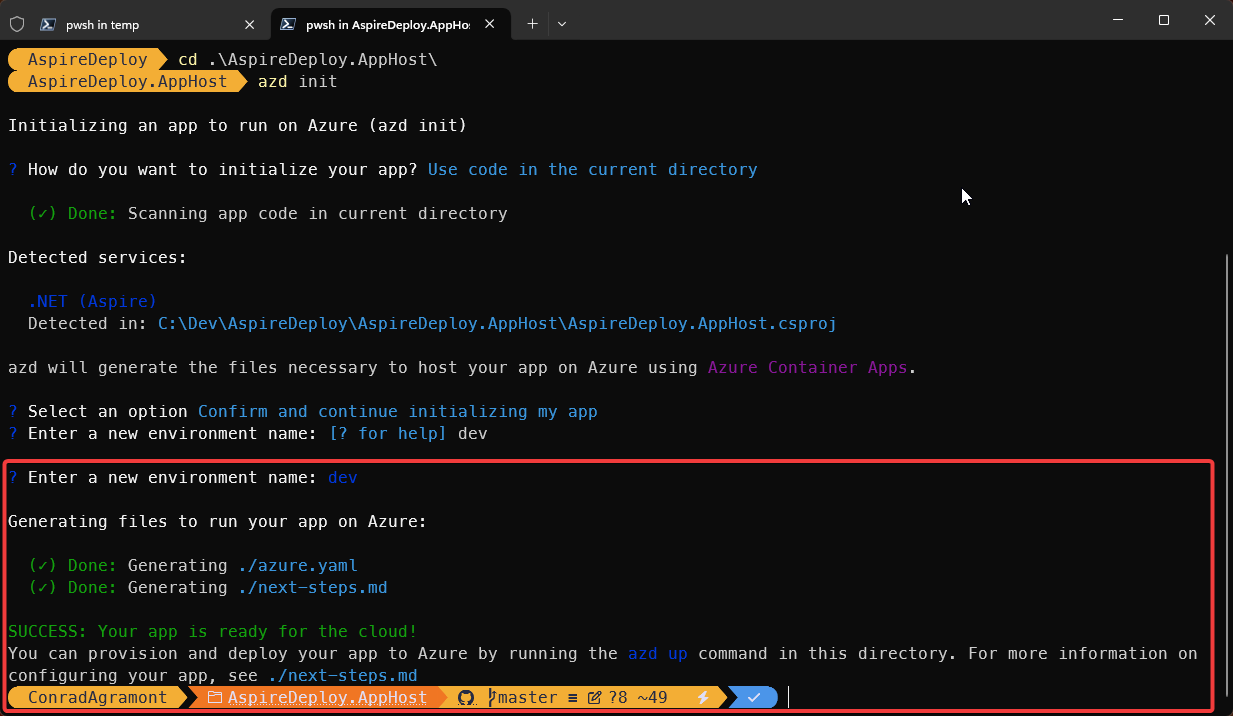 pwsh in temp
pwsh in AspireDeploy.AppHos
AspireDeploy cd .\AspireDeploy.AppHost\
AspireDeploy.AppHost azd init
Initializing an app to run on Azure (azd init)
? How do you want to initialize your app? Use code in the current directory
(✓) Done: Scanning app code in current directory
Detected services:
.NET (Aspire)
Detected in: C:\Dev\AspireDeploy\AspireDeploy.AppHost\AspireDeploy.AppHost.csproj
azd will generate the files necessary to host your app on Azure using Azure Container Apps.
? Select an option Confirm and continue initializing my app
? Enter a new environment name: [? for help] dev
? Enter a new environment name: dev
Generating files to run your app on Azure:
(✓) Done: Generating ./azure.yaml
(✓) Done: Generating ./next-steps.md
SUCCESS: Your app is ready for the cloud!
You can provision and deploy your app to Azure by running the azd up command in this directory. For more information on
configuring your app, see ./next-steps.md
ConradAgramont AspireDeploy.AppHost master ≡ ?8 ~49